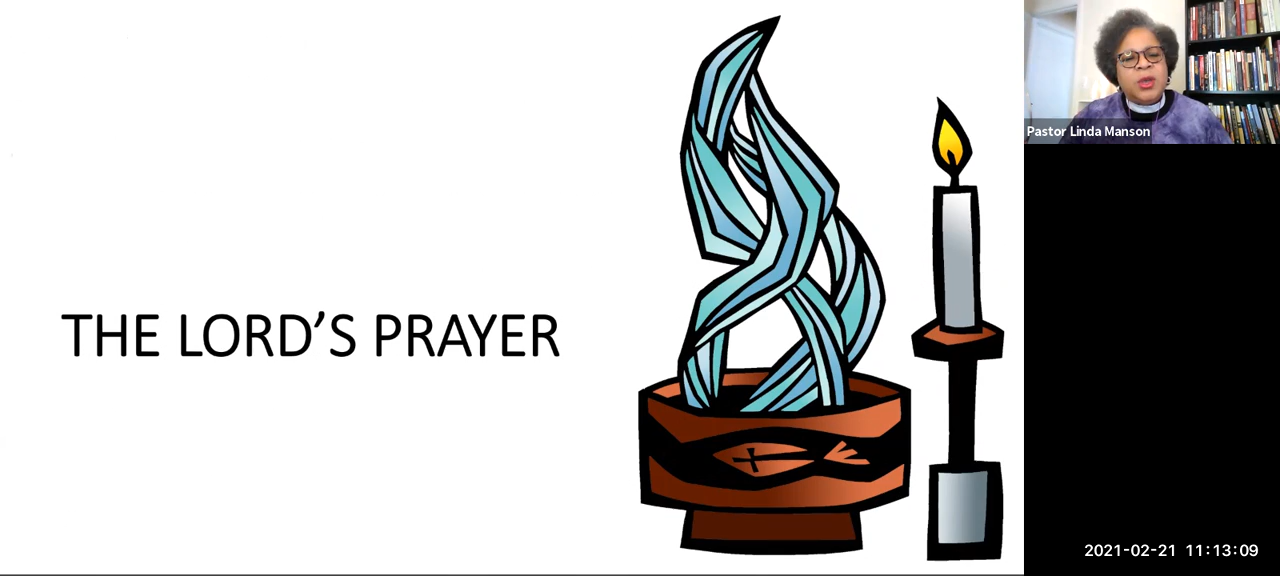 THE LORD’S PRAYER
Pastor Linda Manson
2021-02-21 11:13:09